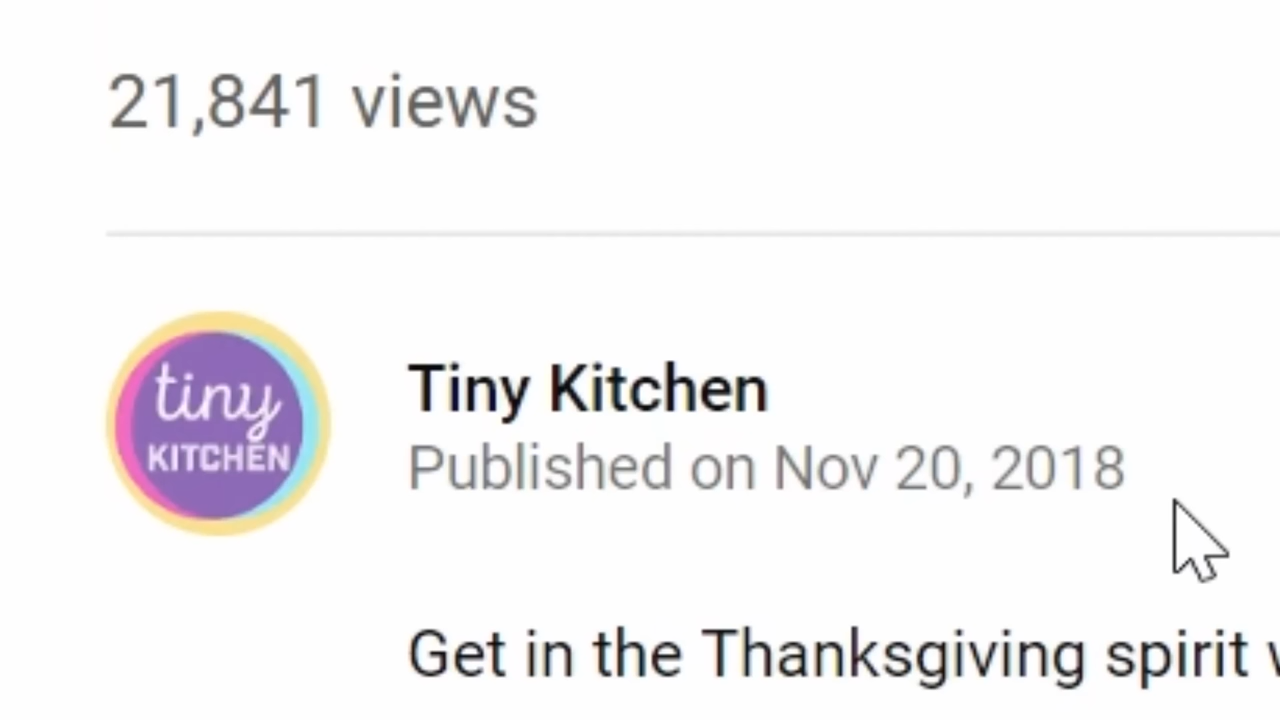 21,841 views
tiny
KITCHEN
Tiny Kitchen
Published on Nov 20, 2018
Get in the Thanksgiving spirit